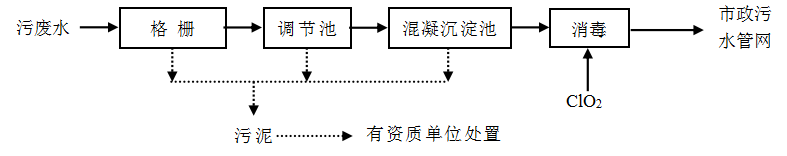 污废水
格 栅
调节池
混凝沉淀池
消毒
市政污
水管网
ClO2
污泥
有资质单位处置